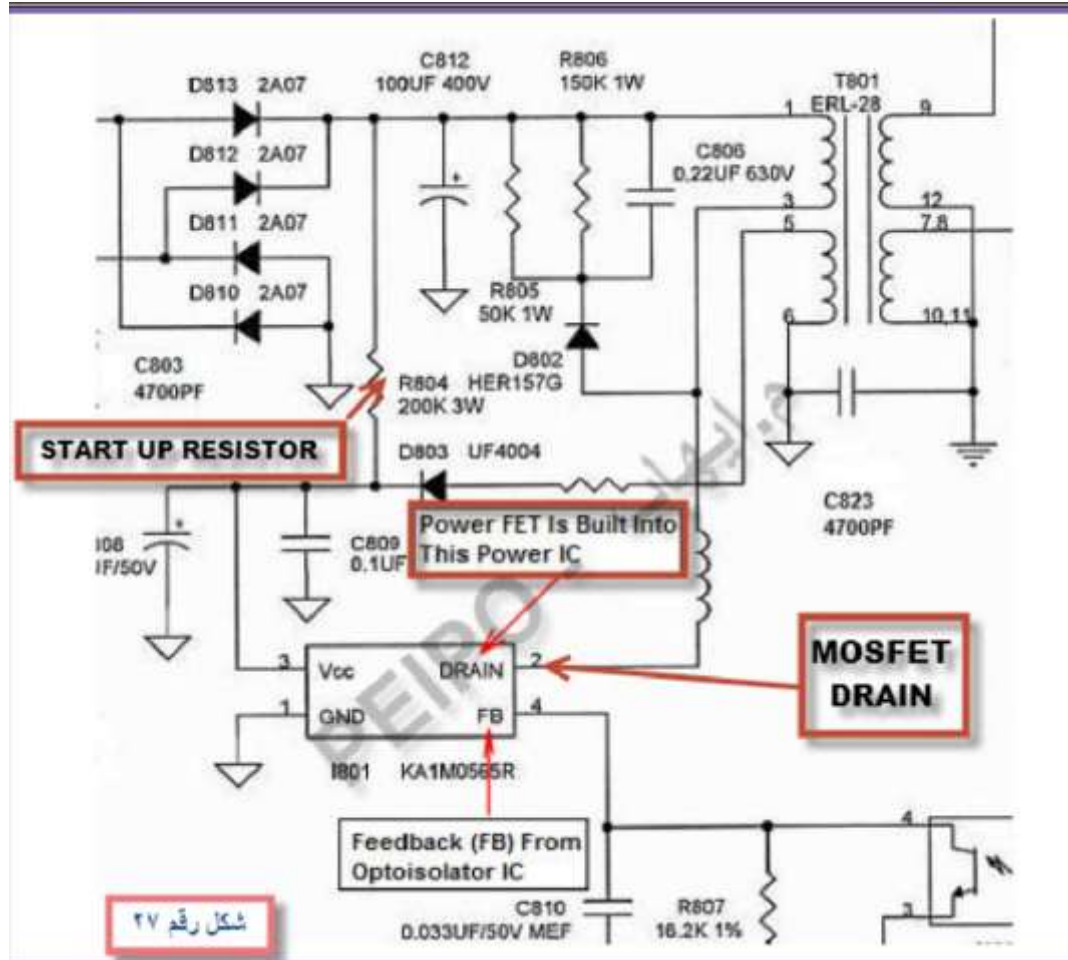 C812
100UF 400V
R806
150K 1W
D813 2A07
T801
ERL-28
1
9
D812 2A07
C806
0.22UF 630V
3
12
D811 2A07
5
7,8
D810 2A07
R805
50K 1W
6
10,11
C803
4700PF
D802
R804 HER157G
200K 3W
START UP RESISTOR
D803 UF4004
C823
4700PF
Power FET Is Built Into
This Power IC
C809
0.1UF
I08
IF/50V
MOSFET
DRAIN
3
Vcc
DRAIN
2
1
GND
FB
4
I801 KA1M0565R
PEIPO
Feedback (FB) From
Optoisolator IC
4
3
C810
0.033UF/50V MEF
R807
16.2K 1%
شكل رقم ٢٧